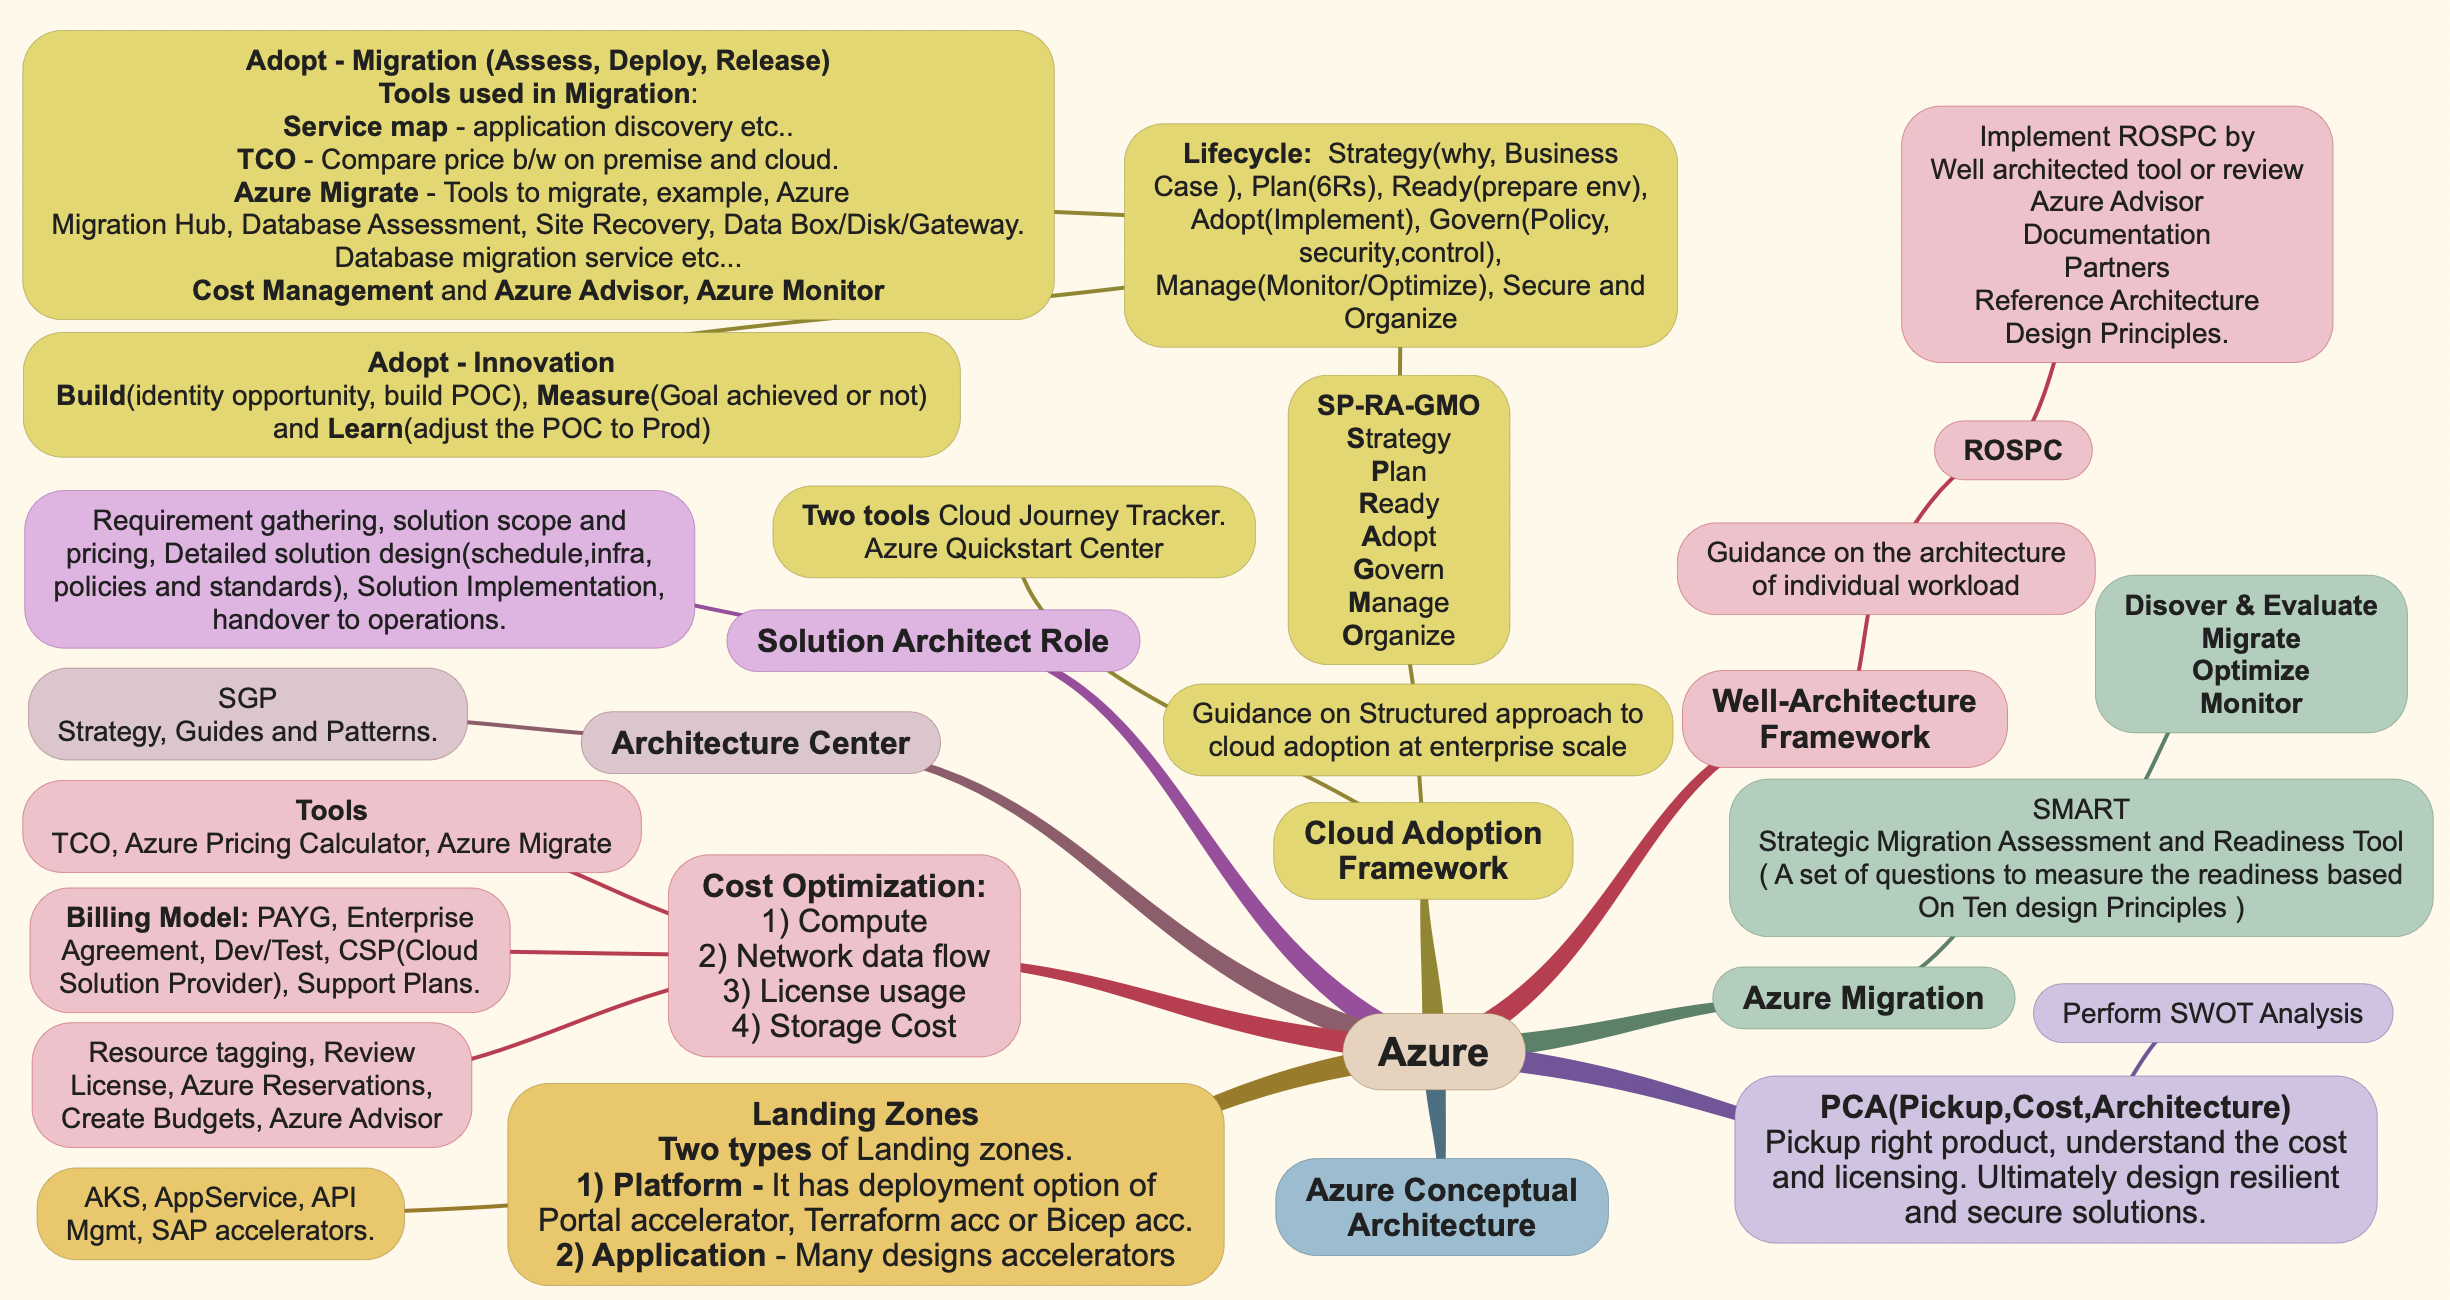 Adopt - Migration (Assess, Deploy, Release)
Tools used in Migration:
Service map - application discovery etc..
TCO - Compare price b/w on premise and cloud.
Azure Migrate - Tools to migrate, example, Azure
Migration Hub, Database Assessment, Site Recovery, Data Box/Disk/Gateway.
Database migration service etc...
Cost Management and Azure Advisor, Azure Monitor
Adopt - Innovation
Build(identity opportunity, build POC), Measure(Goal achieved or not)
and Learn(adjust the POC to Prod)
Lifecycle:  Strategy(why, Business
Case ), Plan(6Rs), Ready(prepare env),
Adopt(Implement), Govern(Policy,
security,control),
Manage(Monitor/Optimize), Secure and
Organize
SP-RA-GMO
Strategy
Plan
Ready
Adopt
Govern
Manage
Organize
Two tools Cloud Journey Tracker.
Azure Quickstart Center
Guidance on Structured approach to
cloud adoption at enterprise scale
Cloud Adoption
Framework
Implement ROSPC by
Well architected tool or review
Azure Advisor
Documentation
Partners
Reference Architecture
Design Principles.
ROSPC
Guidance on the architecture
of individual workload
Well-Architecture
Framework
Disover & Evaluate
Migrate
Optimize
Monitor
SMART
Strategic Migration Assessment and Readiness Tool
( A set of questions to measure the readiness based
On Ten design Principles )
Azure Migration
Perform SWOT Analysis
PCA(Pickup,Cost,Architecture)
Pickup right product, understand the cost
and licensing. Ultimately design resilient
and secure solutions.
Requirement gathering, solution scope and
pricing, Detailed solution design(schedule,infra,
policies and standards), Solution Implementation,
handover to operations.
Solution Architect Role
SGP
Strategy, Guides and Patterns.
Architecture Center
Tools
TCO, Azure Pricing Calculator, Azure Migrate
Billing Model: PAYG, Enterprise
Agreement, Dev/Test, CSP(Cloud
Solution Provider), Support Plans.
Resource tagging, Review
License, Azure Reservations,
Create Budgets, Azure Advisor
Cost Optimization:
1) Compute
2) Network data flow
3) License usage
4) Storage Cost
Azure
AKS, AppService, API
Mgmt, SAP accelerators.
Landing Zones
Two types of Landing zones.
1) Platform - It has deployment option of
Portal accelerator, Terraform acc or Bicep acc.
2) Application - Many designs accelerators
Azure Conceptual
Architecture